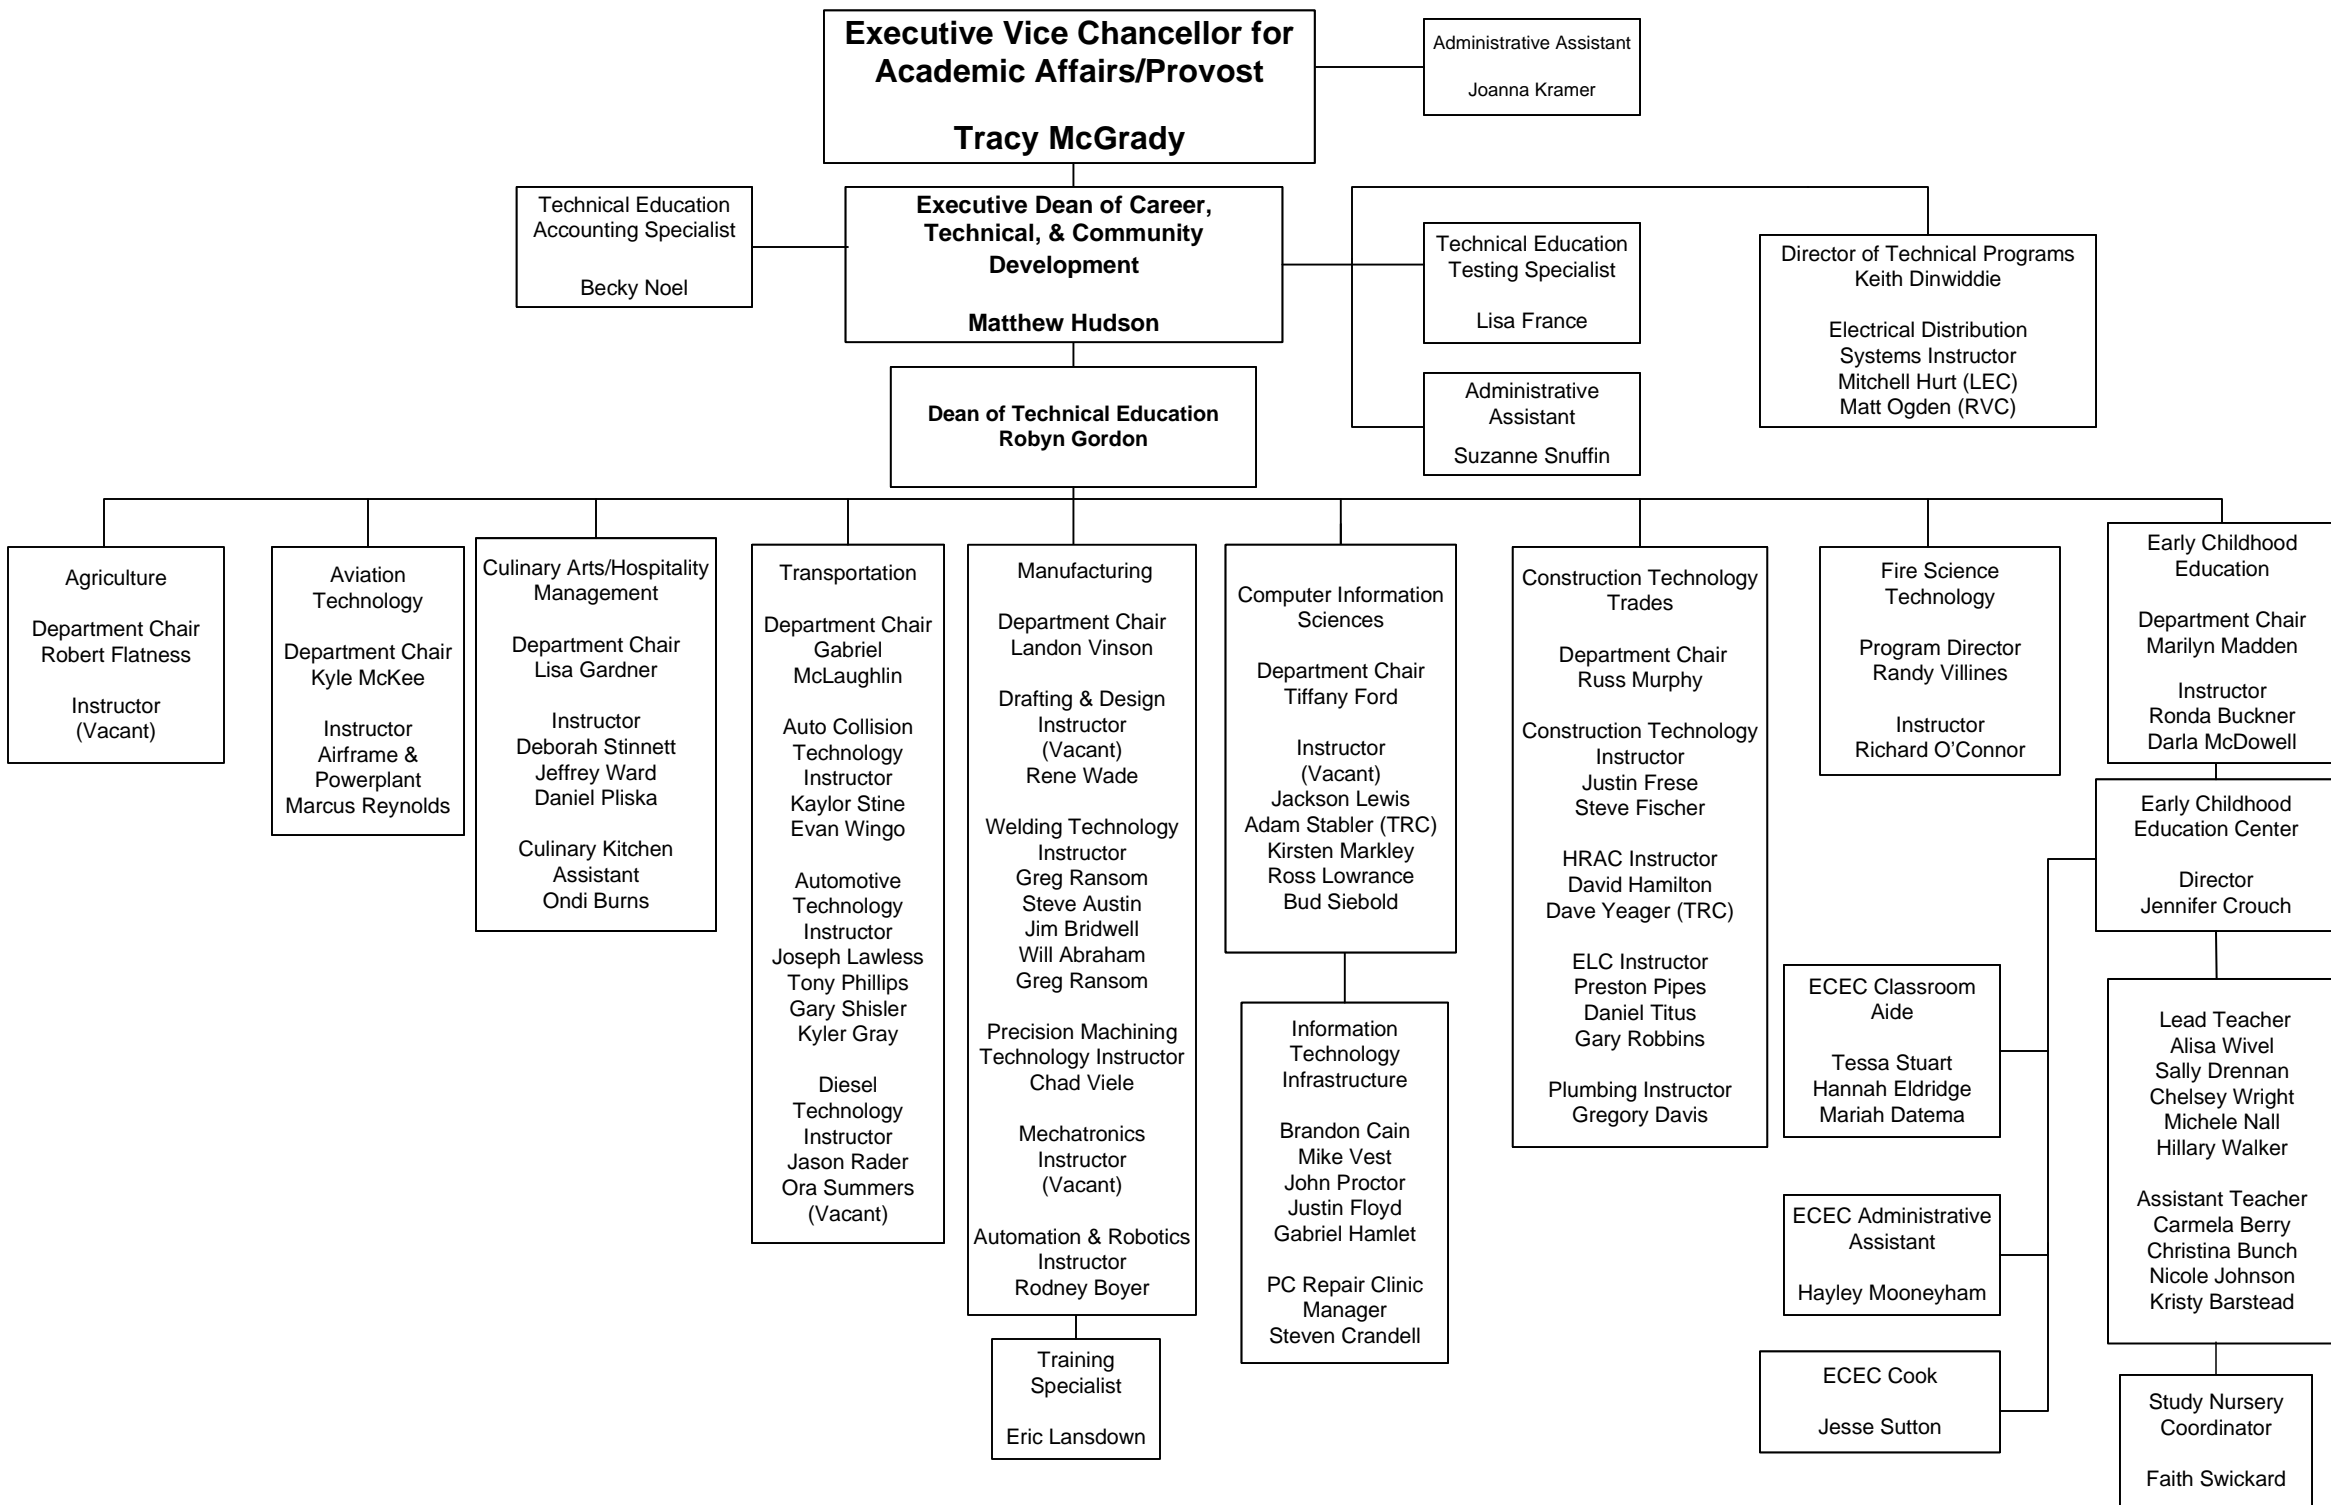 Executive Vice Chancellor for
Academic Affairs/Provost
Tracy McGrady
Administrative Assistant
Joanna Kramer
Technical Education
Accounting Specialist
Becky Noel
Executive Dean of Career,
Technical, & Community
Development
Matthew Hudson
Technical Education
Testing Specialist
Lisa France
Director of Technical Programs
Keith Dinwiddie
Electrical Distribution
Systems Instructor
Mitchell Hurt (LEC)
Matt Ogden (RVC)
Administrative
Assistant
Suzanne Snuffin
Dean of Technical Education
Robyn Gordon
Agriculture
Department Chair
Robert Flatness
Instructor
(Vacant)
Aviation
Technology
Department Chair
Kyle McKee
Instructor
Airframe &
Powerplant
Marcus Reynolds
Culinary Arts/Hospitality
Management
Department Chair
Lisa Gardner
Instructor
Deborah Stinnett
Jeffrey Ward
Daniel Pliska
Culinary Kitchen
Assistant
Ondi Burns
Transportation
Department Chair
Gabriel
McLaughlin
Auto Collision
Technology
Instructor
Kaylor Stine
Evan Wingo
Automotive
Technology
Instructor
Joseph Lawless
Tony Phillips
Gary Shisler
Kyler Gray
Diesel
Technology
Instructor
Jason Rader
Ora Summers
(Vacant)
Manufacturing
Department Chair
Landon Vinson
Drafting & Design
Instructor
(Vacant)
Rene Wade
Welding Technology
Instructor
Greg Ransom
Steve Austin
Jim Bridwell
Will Abraham
Greg Ransom
Precision Machining
Technology Instructor
Chad Viele
Mechatronics
Instructor
(Vacant)
Automation & Robotics
Instructor
Rodney Boyer
Training
Specialist
Eric Lansdown
Computer Information
Sciences
Department Chair
Tiffany Ford
Instructor
(Vacant)
Jackson Lewis
Adam Stabler (TRC)
Kirsten Markley
Ross Lowrance
Bud Siebold
Information
Technology
Infrastructure
Brandon Cain
Mike Vest
John Proctor
Justin Floyd
Gabriel Hamlet
PC Repair Clinic
Manager
Steven Crandell
Construction Technology
Trades
Department Chair
Russ Murphy
Construction Technology
Instructor
Justin Frese
Steve Fischer
HRAC Instructor
David Hamilton
Dave Yeager (TRC)
ELC Instructor
Preston Pipes
Daniel Titus
Gary Robbins
Plumbing Instructor
Gregory Davis
Fire Science
Technology
Program Director
Randy Villines
Instructor
Richard O’Connor
Early Childhood
Education
Department Chair
Marilyn Madden
Instructor
Ronda Buckner
Darla McDowell
Early Childhood
Education Center
Director
Jennifer Crouch
ECEC Classroom
Aide
Tessa Stuart
Hannah Eldridge
Mariah Datema
ECEC Administrative
Assistant
Hayley Mooneyham
ECEC Cook
Jesse Sutton
Lead Teacher
Alisa Wivel
Sally Drennan
Chelsey Wright
Michele Nall
Hillary Walker
Assistant Teacher
Carmela Berry
Christina Bunch
Nicole Johnson
Kristy Barstead
Study Nursery
Coordinator
Faith Swickard